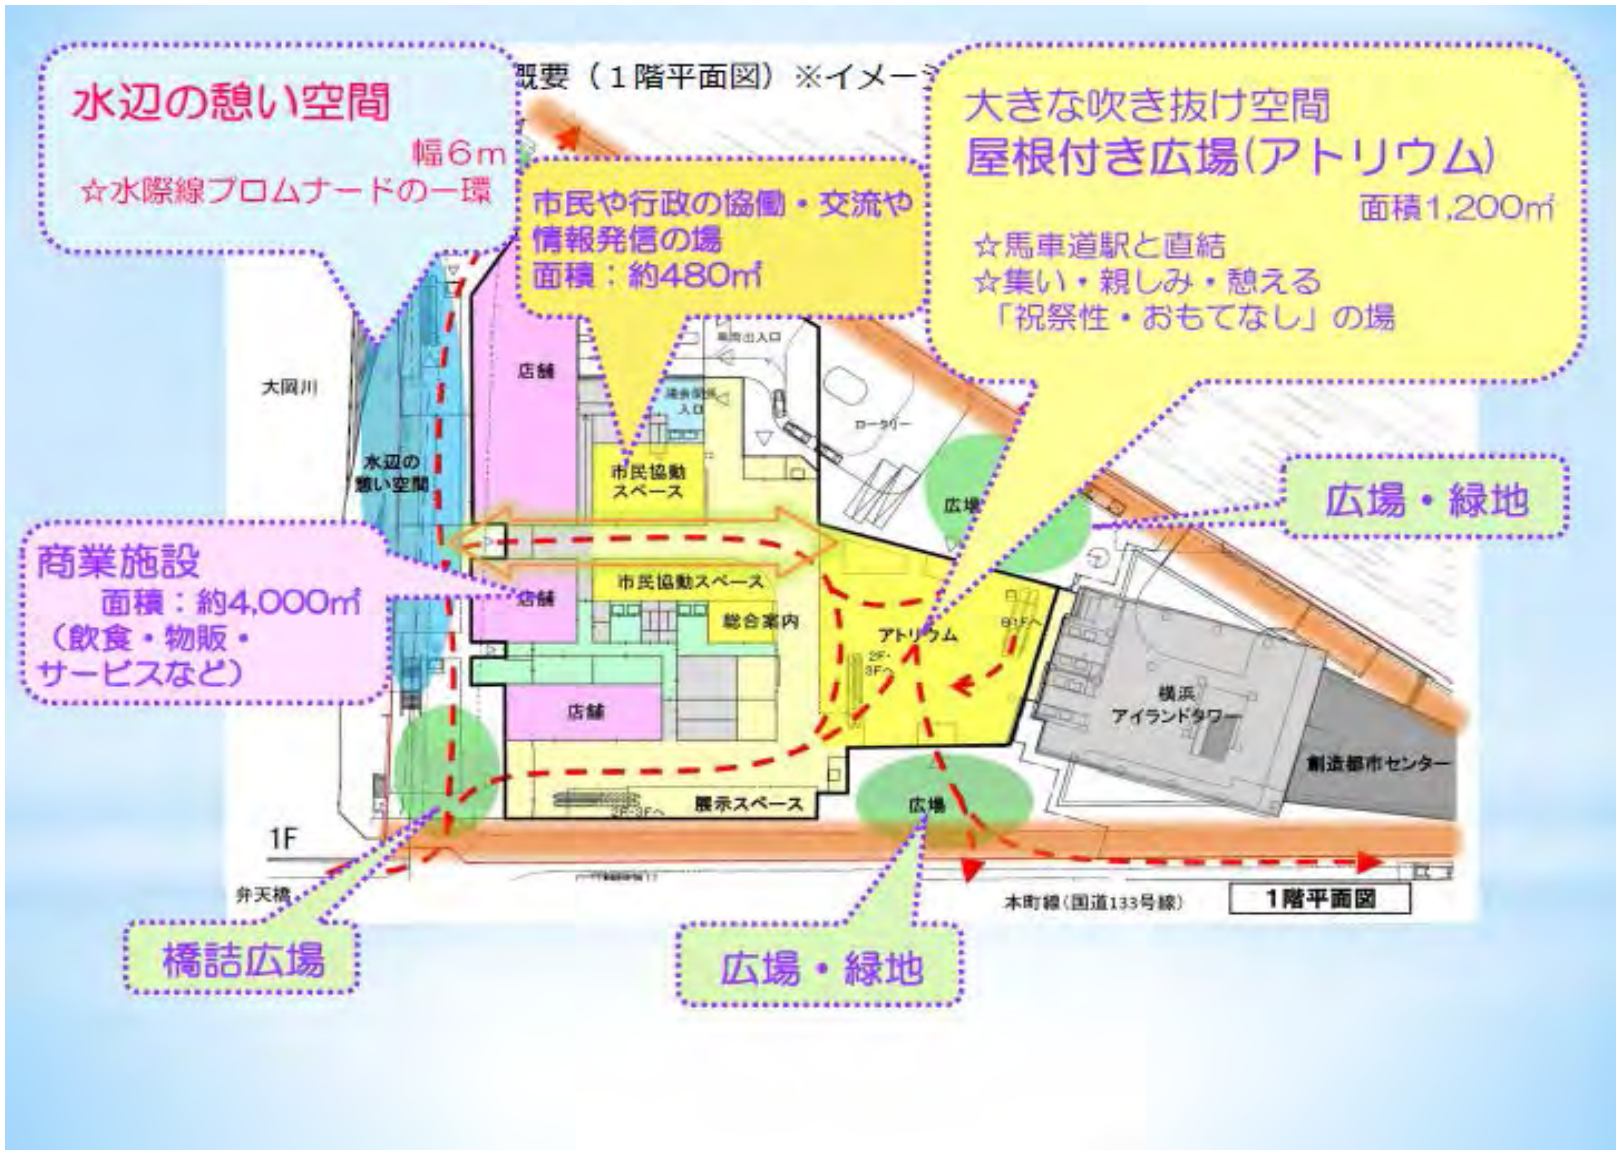 概要（１階平面図）※イメージ
水辺の憩い空間
幅６ｍ
☆水際線プロムナードの一環
市民や行政の協働・交流や
情報発信の場
面積：約480㎡
大きな吹き抜け空間
屋根付き広場(アトリウム)
面積1,200㎡
☆馬車道駅と直結
☆集い・親しみ・憩える
「祝祭性・おもてなし」の場
車両出入口
店舗
大岡川
入口
ロータリー
水辺の
憩い空間
市民協働
スペース
広場
広場・緑地
商業施設
面積：約4,000㎡
（飲食・物販・
サービスなど）
市民協働スペース
店舗
総合案内
アトリウム
B1Fへ
2F・
3Fへ
横浜
アイランドタワー
店舗
創造都市センター
展示スペース
2F・3Fへ
広場
1F
弁天橋
本町線(国道133号線)
1階平面図
橋詰広場
広場・緑地